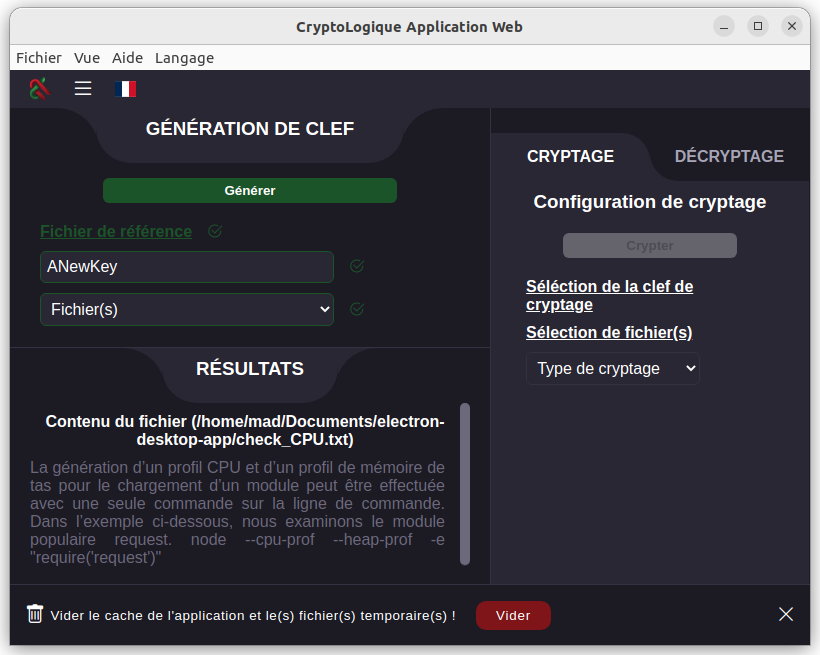 CryptoLogique Application Web
Fichier Vue Aide Langage
GÉNÉRATION DE CLEF
Générer
Fichier de référence
ANewKey
Fichier(s)
RÉSULTATS
Contenu du fichier (/home/mad/Documents/electron-
desktop-app/check_CPU.txt)
La génération d’un profil CPU et d’un profil de mémoire de
tas pour le chargement d’un module peut être effectuée
avec une seule commande sur la ligne de commande.
Dans l’exemple ci-dessous, nous examinons le module
populaire request. node --cpu-prof --heap-prof -e
"require('request')"
CRYPTAGE
DÉCRYPTAGE
Configuration de cryptage
Crypter
Séléction de la clef de
cryptage
Sélection de fichier(s)
Type de cryptage
Vider le cache de l'application et le(s) fichier(s) temporaire(s) !
Vider